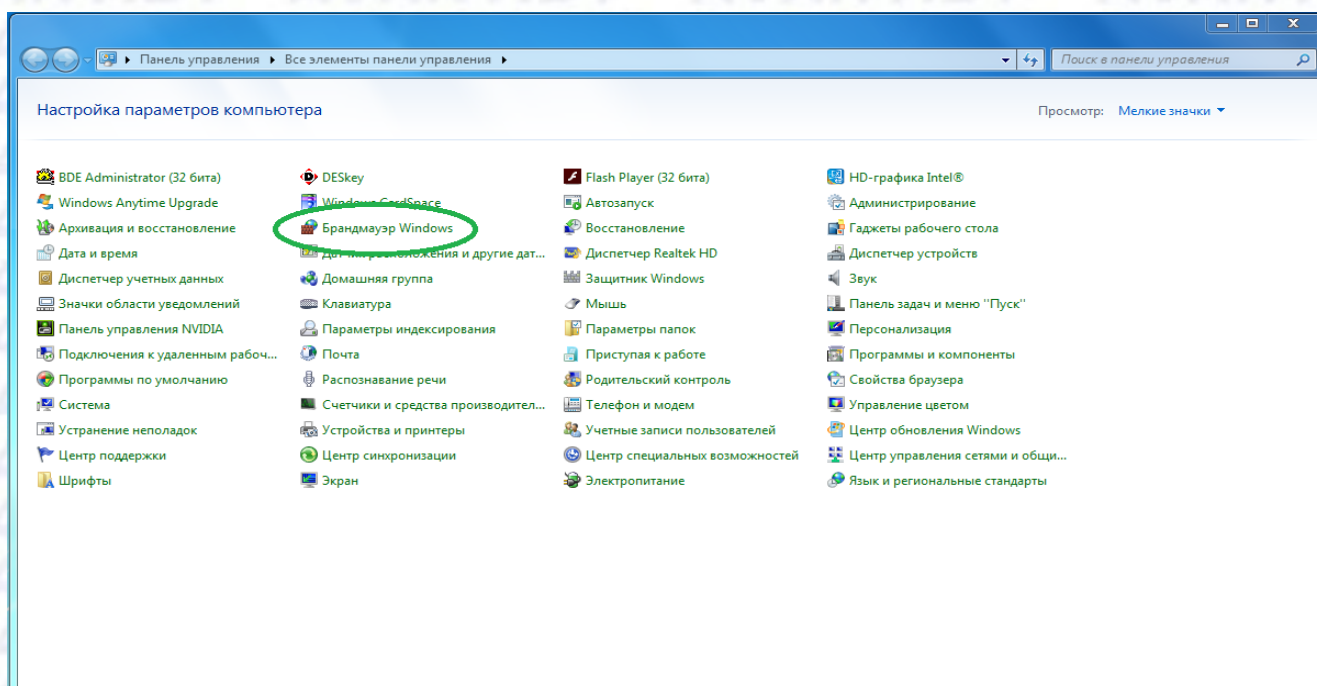 Панель управления Все элементы панели управления Поиск в панели управления
Настройка параметров компьютера
Просмотр: Мелкие значки
BDE Administrator (32 бита) DESkey Flash Player (32 бита) HD-графика Intel®
Windows Anytime Upgrade Windows CardSpace Автозапуск Администрирование
Архивация и восстановление Брандмауэр Windows Восстановление Гаджеты рабочего стола
Дата и время Датчик расположения и другие дат... Диспетчер Realtek HD Диспетчер устройств
Диспетчер учетных данных Домашняя группа Защитник Windows Звук
Значки области уведомлений Клавиатура Мышь Панель задач и меню "Пуск"
Панель управления NVIDIA Параметры индексирования Параметры папок Персонализация
Подключения к удаленным рабоч... Почта Приступая к работе Программы и компоненты
Программы по умолчанию Распознавание речи Родительский контроль Свойства браузера
Система Счетчики и средства производител... Телефон и модем Управление цветом
Устранение неполадок Устройства и принтеры Учетные записи пользователей Центр обновления Windows
Центр поддержки Центр синхронизации Центр специальных возможностей Центр управления сетями и общи...
Шрифты Экран Электропитание Язык и региональные стандарты